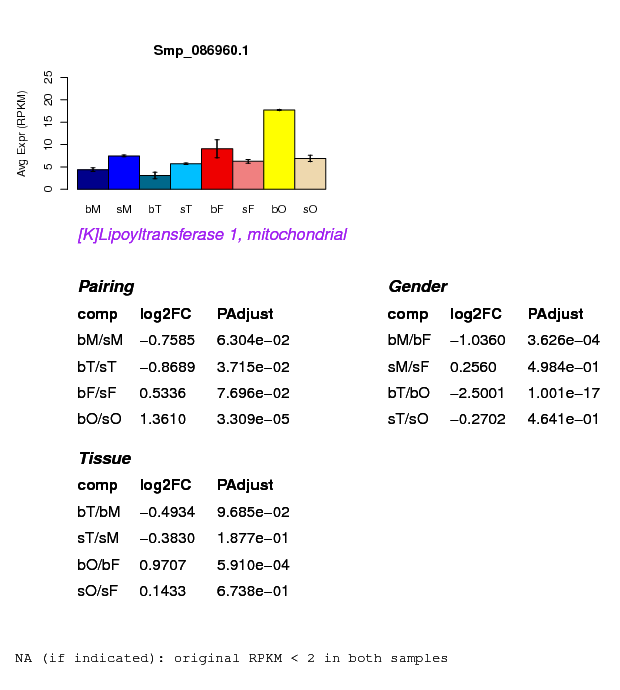 Smp_086960.1
Avg Expr (RPKM)
0 5 10 15 20 25
bM sM bT sT bF sF bO sO
[K]Lipoyltransferase 1, mitochondrial
Pairing
comp log2FC PAdjust
bM/sM −0.7585 6.304e−02
bT/sT −0.8689 3.715e−02
bF/sF 0.5336 7.696e−02
bO/sO 1.3610 3.309e−05
Gender
comp log2FC PAdjust
bM/bF −1.0360 3.626e−04
sM/sF 0.2560 4.984e−01
bT/bO −2.5001 1.001e−17
sT/sO −0.2702 4.641e−01
Tissue
comp log2FC PAdjust
bT/bM −0.4934 9.685e−02
sT/sM −0.3830 1.877e−01
bO/bF 0.9707 5.910e−04
sO/sF 0.1433 6.738e−01
NA (if indicated): original RPKM < 2 in both samples